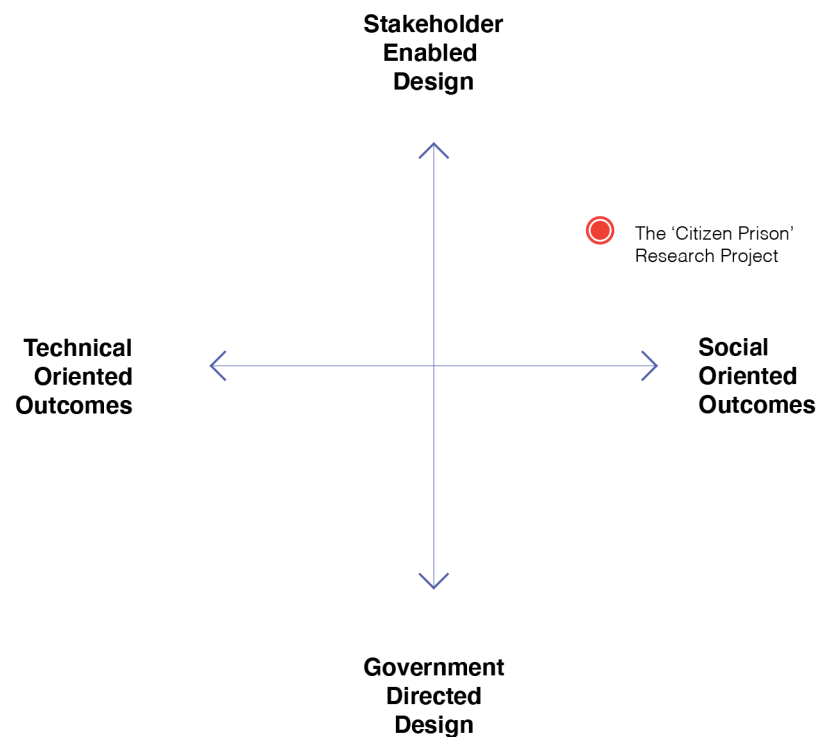 Stakeholder
Enabled
Design
The ‘Citizen Prison’
Research Project
Technical
Oriented
Outcomes
Social
Oriented
Outcomes
Government
Directed
Design